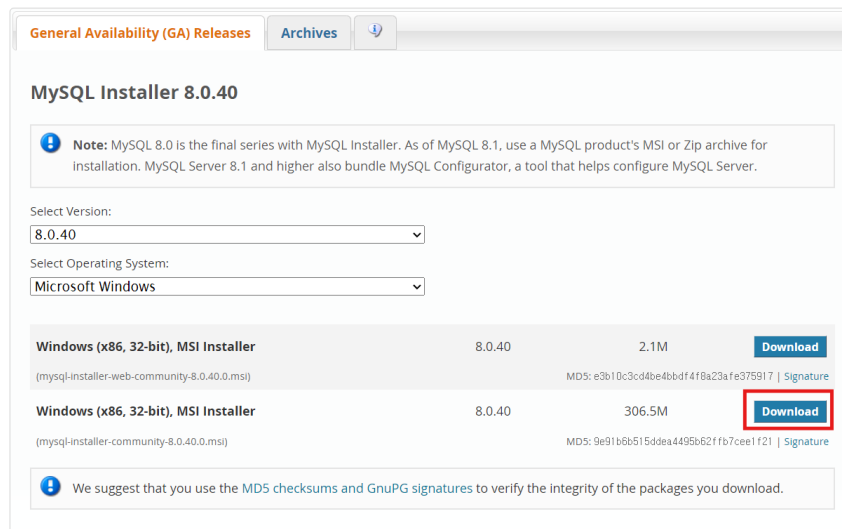 General Availability (GA) Releases
Archives
MySQL Installer 8.0.40
Note: MySQL 8.0 is the final series with MySQL Installer. As of MySQL 8.1, use a MySQL product's MSI or Zip archive for
installation. MySQL Server 8.1 and higher also bundle MySQL Configurator, a tool that helps configure MySQL Server.
Select Version:
8.0.40
Select Operating System:
Microsoft Windows
Windows (x86, 32-bit), MSI Installer 8.0.40 2.1M Download
(mysql-installer-web-community-8.0.40.0.msi) MD5: e3b10c3cd4be4bbdf4f8a23afe375917 | Signature
Windows (x86, 32-bit), MSI Installer 8.0.40 306.5M Download
(mysql-installer-community-8.0.40.0.msi) MD5: 9e91b6b515ddea4495b62ffb7cee1f21 | Signature
We suggest that you use the MD5 checksums and GnuPG signatures to verify the integrity of the packages you download.